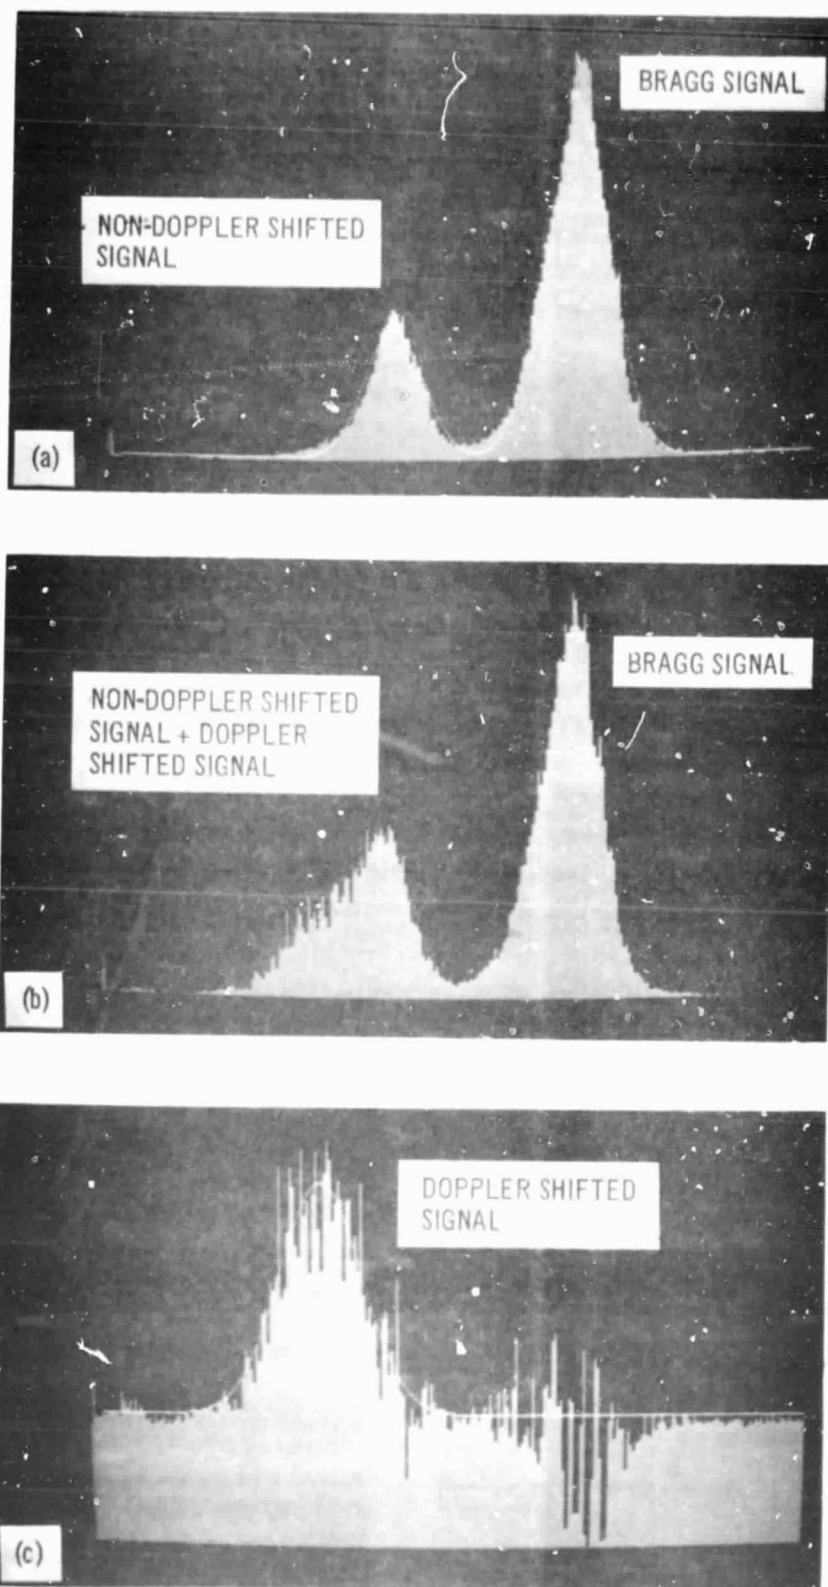 BRAGG SIGNAL
NON-DOPPLER SHIFTED
SIGNAL
(a)
BRAGG SIGNAL
NON-DOPPLER SHIFTED
SIGNAL + DOPPLER
SHIFTED SIGNAL
(b)
DOPPLER SHIFTED
SIGNAL
(c)